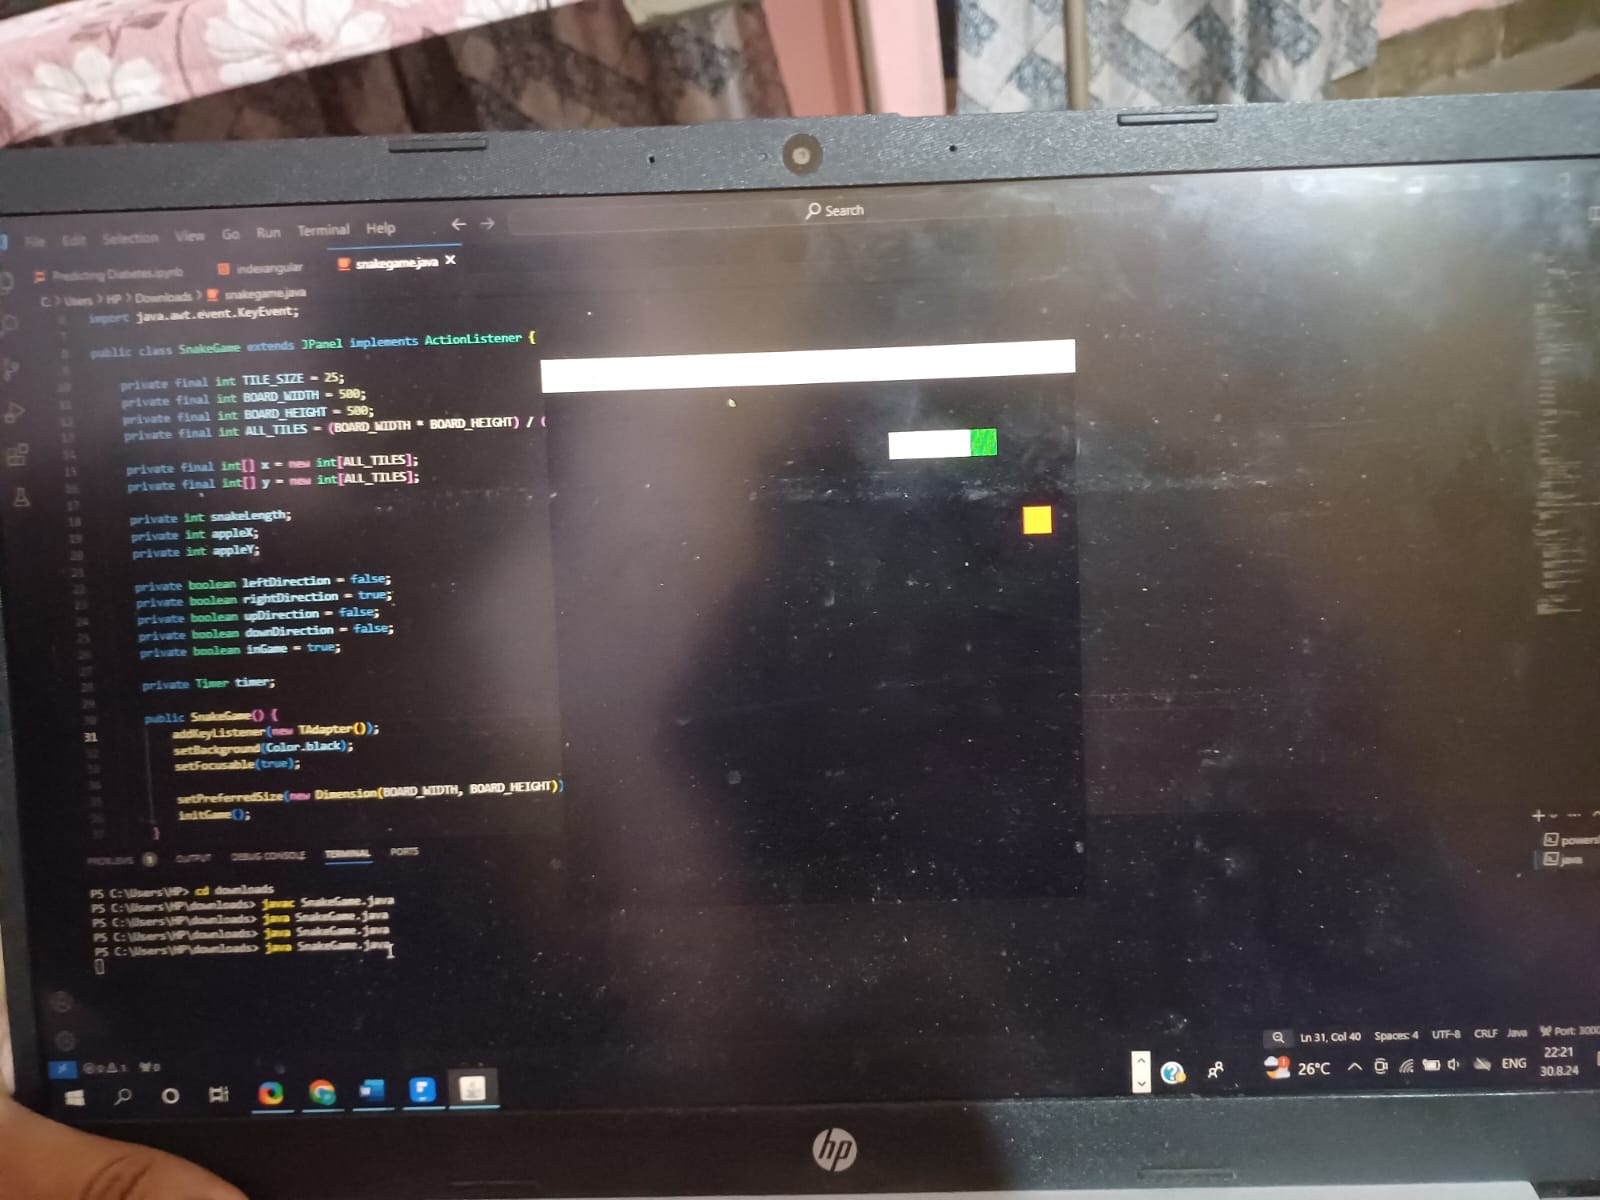 File Edit Selection View Go Run Terminal Help
Search
Predicting Diabetes.ipynb
indexangular
snakegame.java X
C: > Users > HP > Downloads > snakegame.java
import java.awt.event.KeyEvent;
public class SnakeGame extends JPanel implements ActionListener {
private final int TILE_SIZE = 25;
private final int BOARD_WIDTH = 500;
private final int BOARD_HEIGHT = 500;
private final int ALL_TILES = (BOARD_WIDTH * BOARD_HEIGHT) / (
private final int[] x = new int[ALL_TILES];
private final int[] y = new int[ALL_TILES];
private int snakeLength;
private int appleX;
private int appleY;
private boolean leftDirection = false;
private boolean rightDirection = true;
private boolean upDirection = false;
private boolean downDirection = false;
private boolean inGame = true;
private Timer timer;
public SnakeGame() {
31 addKeyListener(new TAdapter());
setBackground(Color.black);
setFocusable(true);
setPreferredSize(new Dimension(BOARD_WIDTH, BOARD_HEIGHT))
initGame();
}
PROBLEMS 1 OUTPUT DEBUG CONSOLE TERMINAL PORTS
powers
java
PS C:\Users\HP> cd downloads
PS C:\Users\HP\downloads> javac SnakeGame.java
PS C:\Users\HP\downloads> java SnakeGame.java
PS C:\Users\HP\downloads> java SnakeGame.java
PS C:\Users\HP\downloads> java SnakeGame.java
Ln 31, Col 40 Spaces: 4 UTF-8 CRLF Java Port: 3000
26°C ENG 22:21
30.8.24
hp